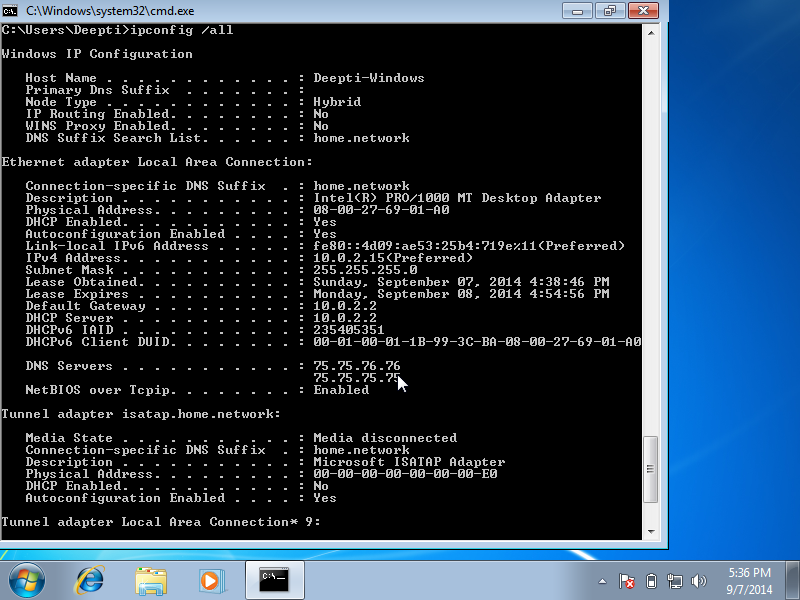 C:\Windows\system32\cmd.exe
C:\Users\Deepti>ipconfig /all
Windows IP Configuration
Host Name . . . . . . . . . . . . : Deepti-Windows
Primary Dns Suffix  . . . . . . . :
Node Type . . . . . . . . . . . . : Hybrid
IP Routing Enabled. . . . . . . . : No
WINS Proxy Enabled. . . . . . . . : No
DNS Suffix Search List. . . . . . : home.network
Ethernet adapter Local Area Connection:
Connection-specific DNS Suffix  . : home.network
Description . . . . . . . . . . . : Intel(R) PRO/1000 MT Desktop Adapter
Physical Address. . . . . . . . . : 08-00-27-69-01-A0
DHCP Enabled. . . . . . . . . . . : Yes
Autoconfiguration Enabled . . . . : Yes
Link-local IPv6 Address . . . . . : fe80::4d09:ae53:25b4:719e%11(Preferred)
IPv4 Address. . . . . . . . . . . : 10.0.2.15(Preferred)
Subnet Mask . . . . . . . . . . . : 255.255.255.0
Lease Obtained. . . . . . . . . . : Sunday, September 07, 2014 4:38:46 PM
Lease Expires . . . . . . . . . . : Monday, September 08, 2014 4:54:56 PM
Default Gateway . . . . . . . . . : 10.0.2.2
DHCP Server . . . . . . . . . . . : 10.0.2.2
DHCPv6 IAID . . . . . . . . . . . : 235405351
DHCPv6 Client DUID. . . . . . . . : 00-01-00-01-1B-99-3C-BA-08-00-27-69-01-A0
DNS Servers . . . . . . . . . . . : 75.75.76.76
75.75.75.75
NetBIOS over Tcpip. . . . . . . . : Enabled
Tunnel adapter isatap.home.network:
Media State . . . . . . . . . . . : Media disconnected
Connection-specific DNS Suffix  . : home.network
Description . . . . . . . . . . . : Microsoft ISATAP Adapter
Physical Address. . . . . . . . . : 00-00-00-00-00-00-00-E0
DHCP Enabled. . . . . . . . . . . : No
Autoconfiguration Enabled . . . . : Yes
Tunnel adapter Local Area Connection* 9:
5:36 PM
9/7/2014